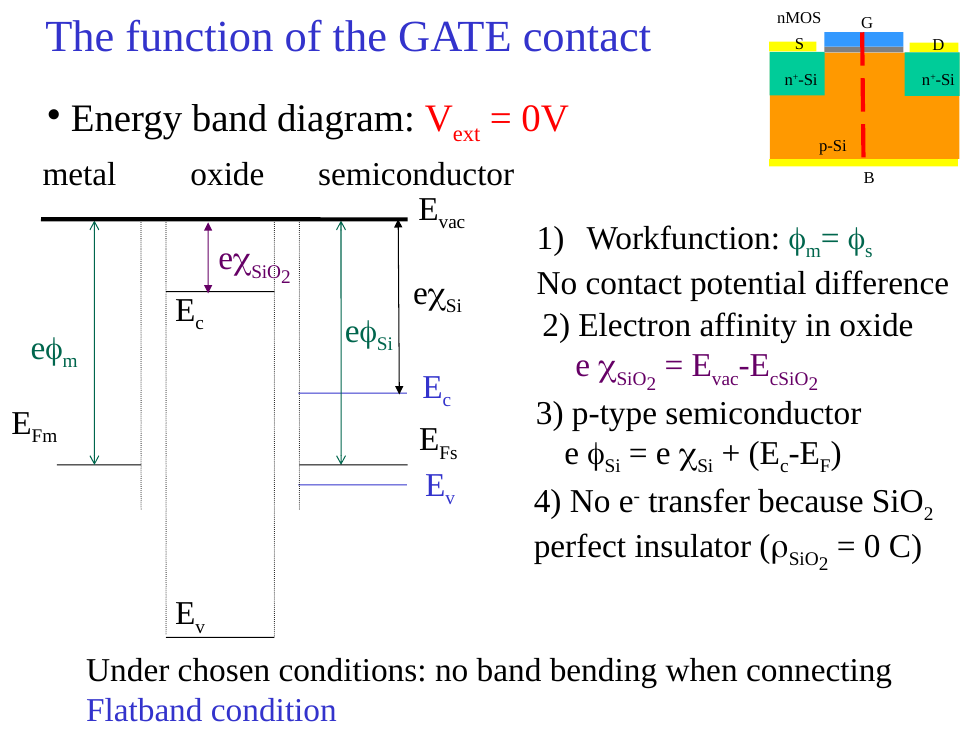 The function of the GATE contact
nMOS
G
S
D
n+-Si
n+-Si
p-Si
B
• Energy band diagram: Vext = 0V
metal oxide semiconductor
Evac
eχSiO2
eχSi
Ec
eϕSi
eϕm
Ec
EFm
EFs
Ev
Ev
1) Workfunction: ϕm= ϕs
No contact potential difference
2) Electron affinity in oxide
e χSiO2 = Evac-EcSiO2
3) p-type semiconductor
e ϕSi = e χSi + (Ec-EF)
4) No e- transfer because SiO2
perfect insulator (ρSiO2 = 0 C)
Under chosen conditions: no band bending when connecting
Flatband condition